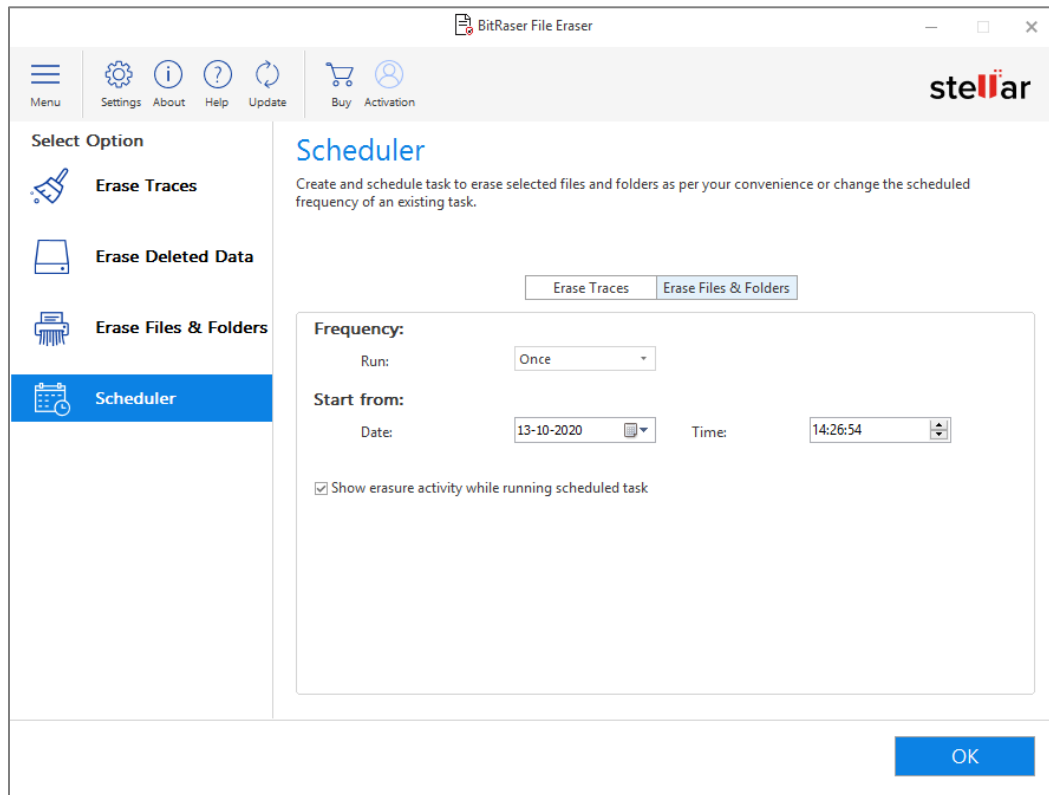 BitRaser File Eraser
Menu
Settings
About
Help
Update
Buy
Activation
stellar
Select Option
Erase Traces
Erase Deleted Data
Erase Files & Folders
Scheduler
Scheduler
Create and schedule task to erase selected files and folders as per your convenience or change the scheduled
frequency of an existing task.
Erase Traces
Erase Files & Folders
Frequency:
Run:
Once
Start from:
Date:
13-10-2020
Time:
14:26:54
Show erasure activity while running scheduled task
OK